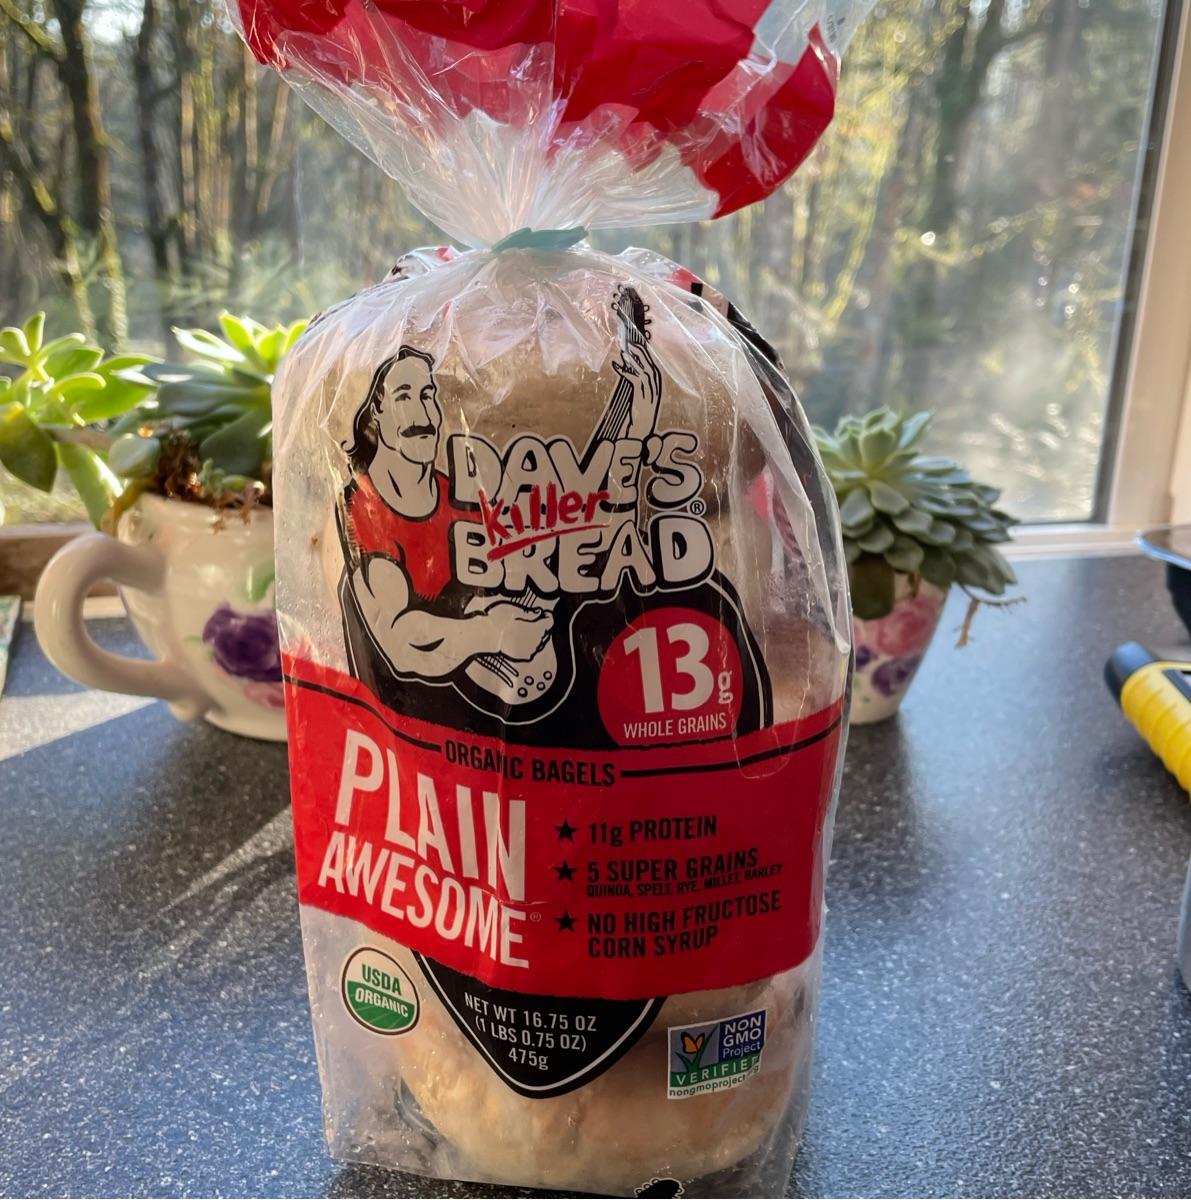 DAVE'S
killer
BREAD®
13g
WHOLE GRAINS
ORGANIC BAGELS
PLAIN
AWESOME®
★ 11g PROTEIN
★ 5 SUPER GRAINS
QUINOA, SPELT, RYE, MILLET, BARLEY
★ NO HIGH FRUCTOSE
CORN SYRUP
USDA
ORGANIC
NET WT 16.75 OZ
(1 LBS 0.75 OZ)
475g
NON
GMO
Project
VERIFIED